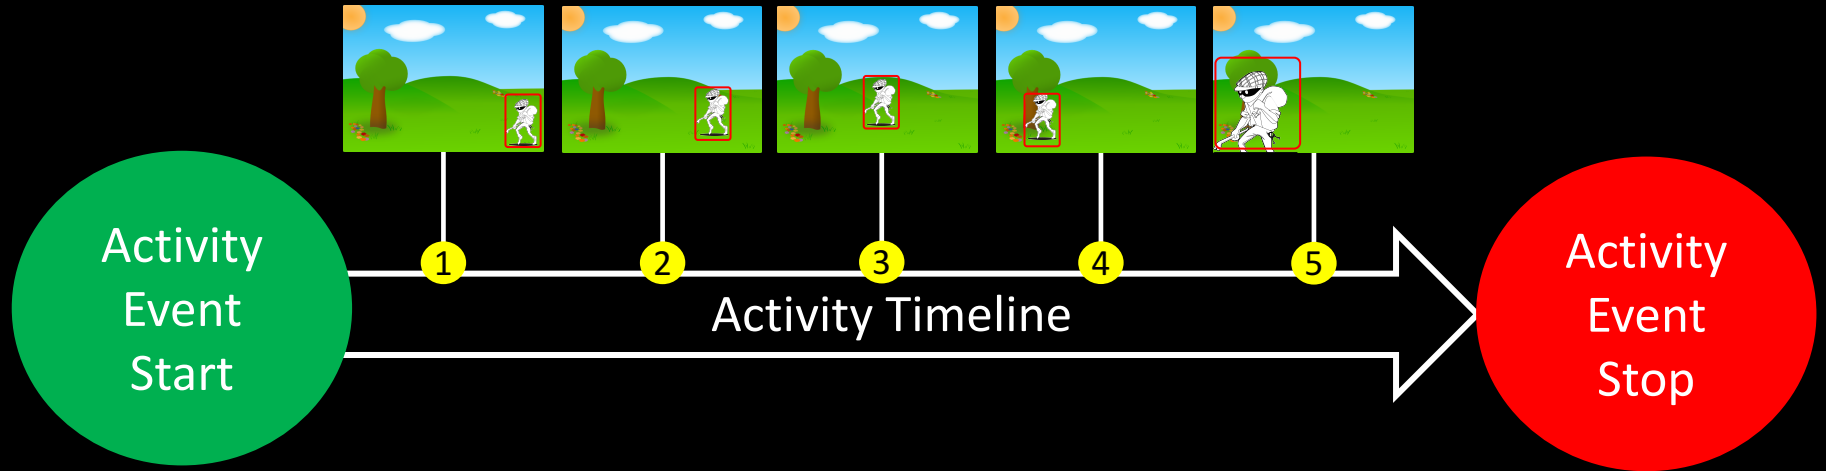 Activity
Event
Start
1
2
3
4
5
Activity Timeline
Activity
Event
Stop